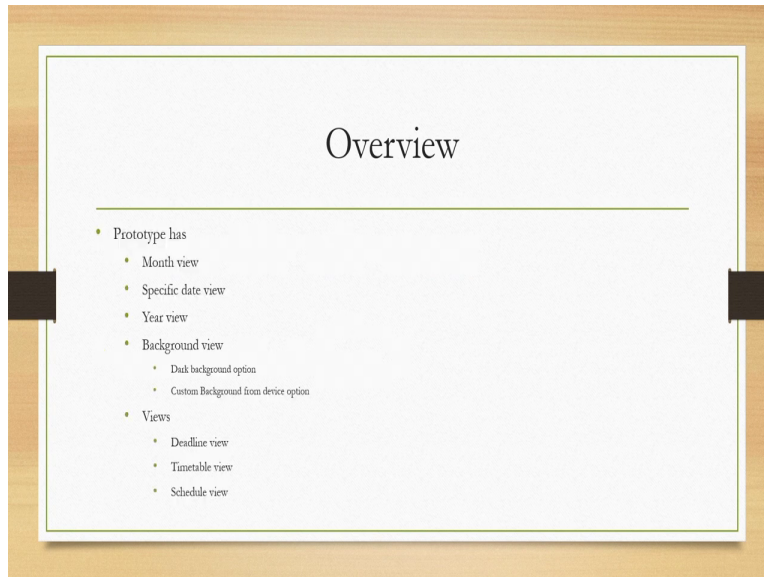 Overview
• Prototype has
• Month view
• Specific date view
• Year view
• Background view
• Dark background option
• Custom Background from device option
• Views
• Deadline view
• Timetable view
• Schedule view